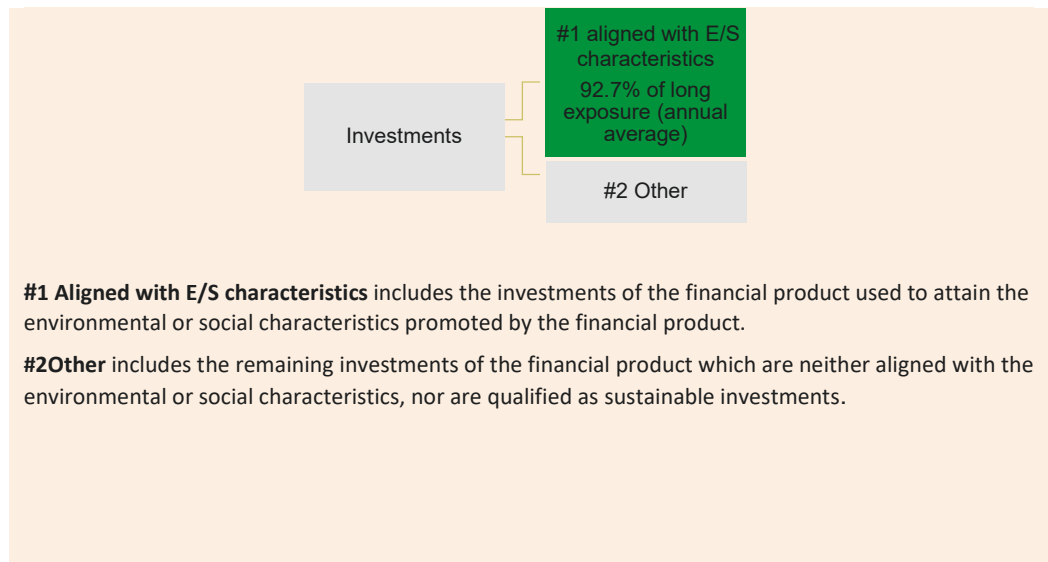 #1 aligned with E/S
characteristics
92.7% of long
exposure (annual
average)
Investments
#2 Other
#1 Aligned with E/S characteristics includes the investments of the financial product used to attain the
environmental or social characteristics promoted by the financial product.
#2Other includes the remaining investments of the financial product which are neither aligned with the
environmental or social characteristics, nor are qualified as sustainable investments.